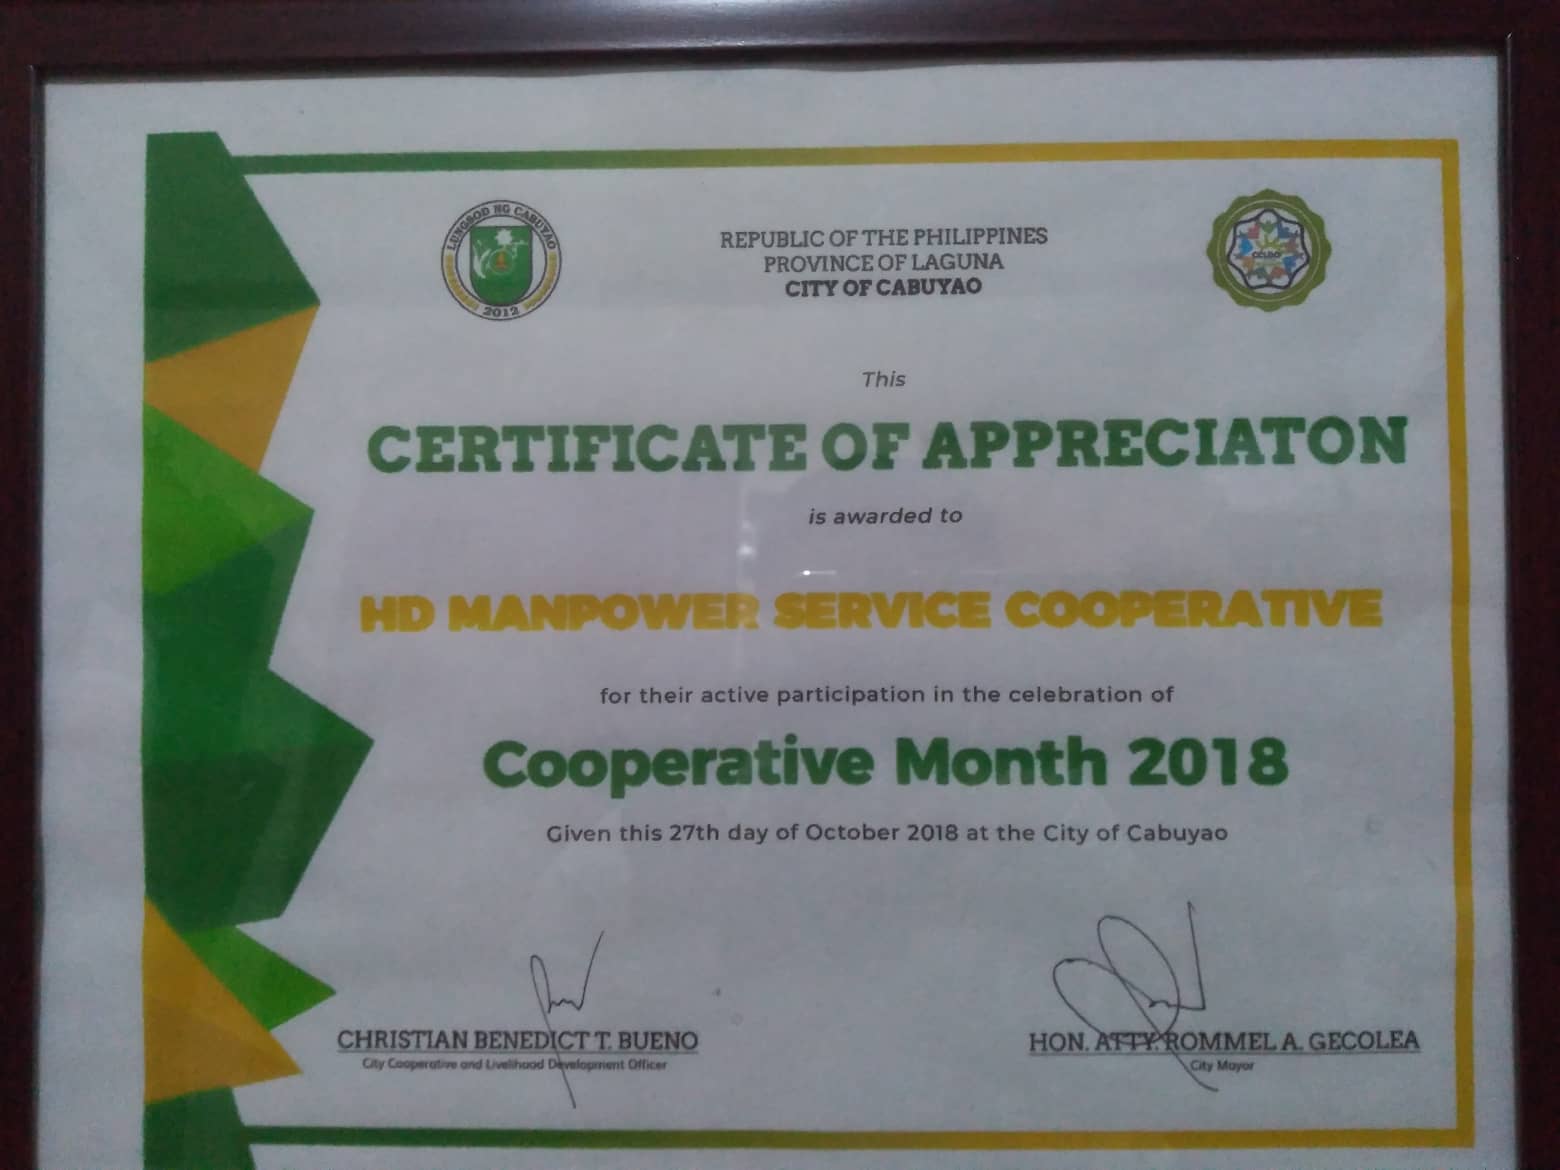 LUNGSOD NG CABUYAO
2012
REPUBLIC OF THE PHILIPPINES
PROVINCE OF LAGUNA
CITY OF CABUYAO
CCLDO
This
CERTIFICATE OF APPRECIATON
is awarded to
HD MANPOWER SERVICE COOPERATIVE
for their active participation in the celebration of
Cooperative Month 2018
Given this 27th day of October 2018 at the City of Cabuyao
CHRISTIAN BENEDICT T. BUENO
City Cooperative and Livelihood Development Officer
HON. ATTY. ROMMEL A. GECOLEA
City Mayor